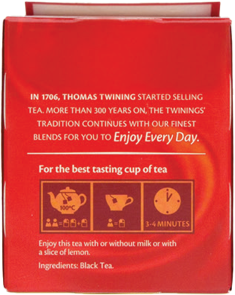 IN 1706, THOMAS TWINING STARTED SELLING
TEA. MORE THAN 300 YEARS ON, THE TWININGS'
TRADITION CONTINUES WITH OUR FINEST
BLENDS FOR YOU TO Enjoy Every Day.
For the best tasting cup of tea
100°C
3-4 MINUTES
Enjoy this tea with or without milk or with
a slice of lemon.
Ingredients: Black Tea.